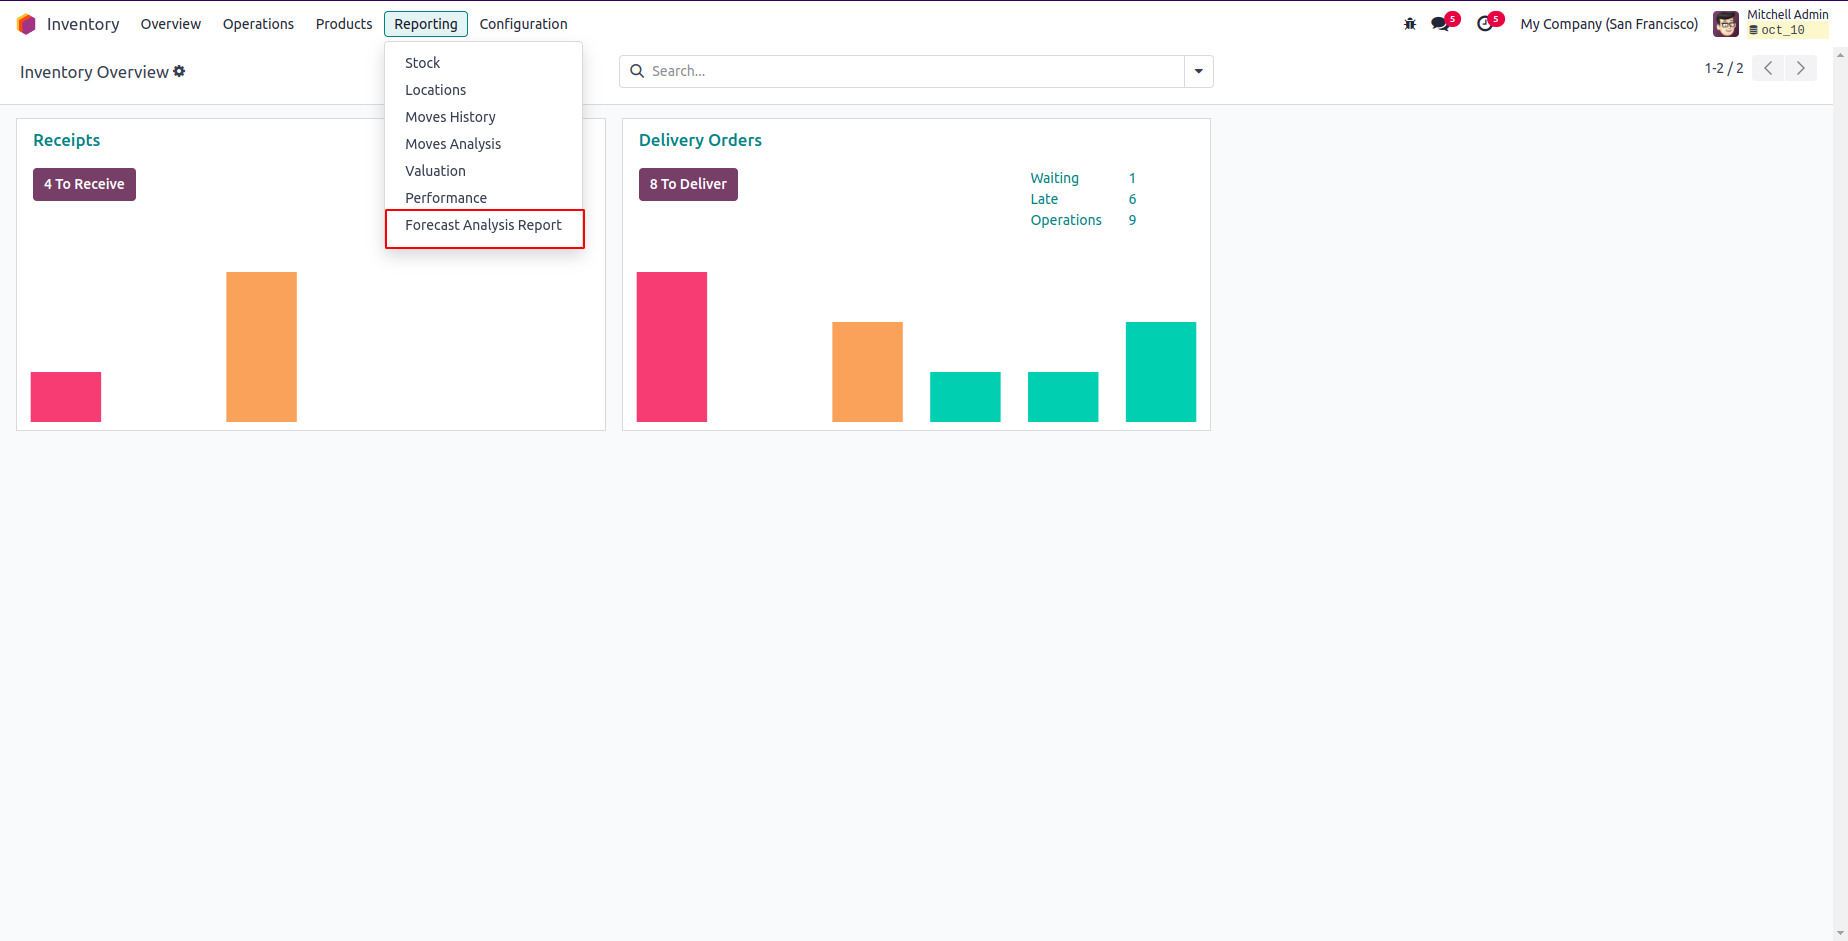 Inventory Overview Operations Products Reporting Configuration
5 5 My Company (San Francisco) Mitchell Admin
oct_10
Inventory Overview
Search...
1-2 / 2
Stock
Locations
Moves History
Moves Analysis
Valuation
Performance
Forecast Analysis Report
Receipts
4 To Receive
Delivery Orders
8 To Deliver
Waiting 1
Late 6
Operations 9